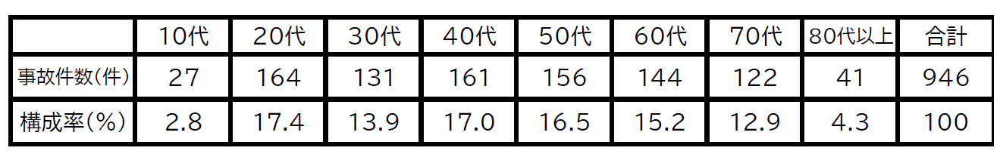 10代 20代 30代 40代 50代 60代 70代 80代以上 合計
事故件数(件) 27 164 131 161 156 144 122 41 946
構成率(%) 2.8 17.4 13.9 17.0 16.5 15.2 12.9 4.3 100